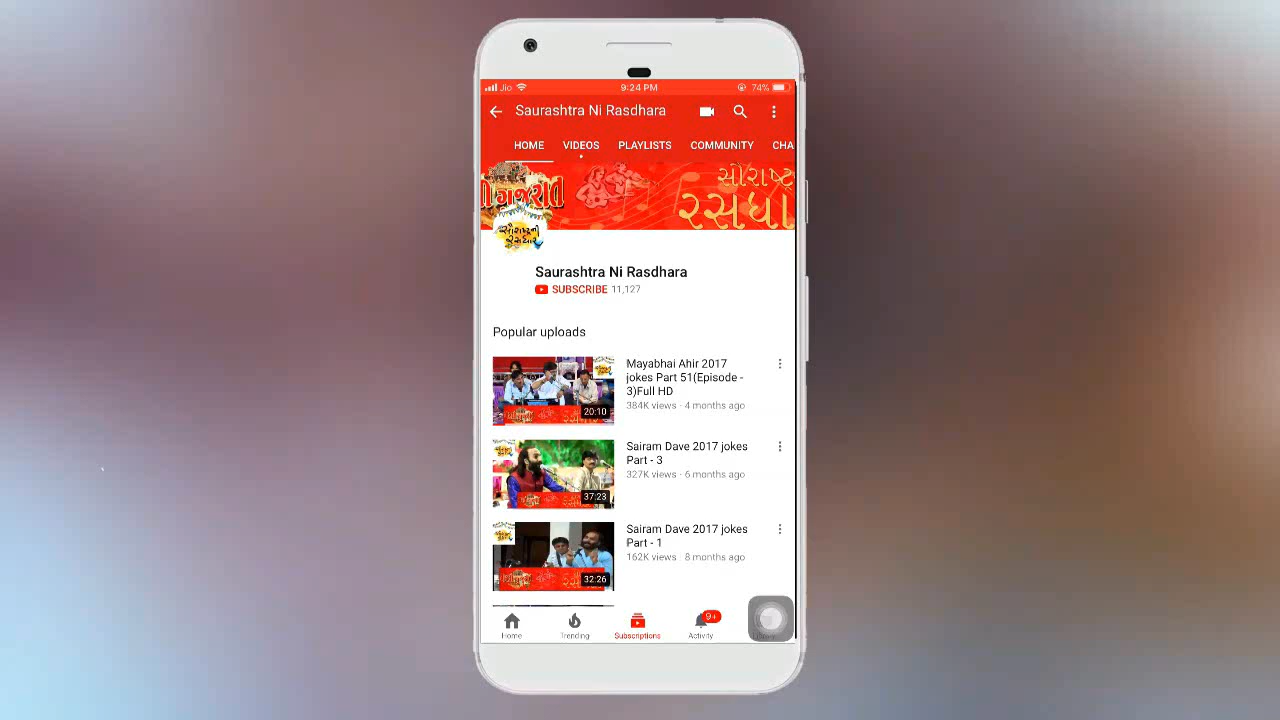 Jio 9:24 PM 74%
Saurashtra Ni Rasdhara
HOME VIDEOS PLAYLISTS COMMUNITY CHA
ગુજરાતી
સૌરાષ્ટ્ર
રસધા
સૌરાષ્ટ્રની
રસધાર
Saurashtra Ni Rasdhara
SUBSCRIBE 11,127
Popular uploads
Mayabhai Ahir 2017
jokes Part 51(Episode -
3)Full HD
384K views · 4 months ago
20:10
Sairam Dave 2017 jokes
Part - 3
327K views · 6 months ago
37:23
Sairam Dave 2017 jokes
Part - 1
162K views · 8 months ago
32:26
9+
Home Trending Subscriptions Activity